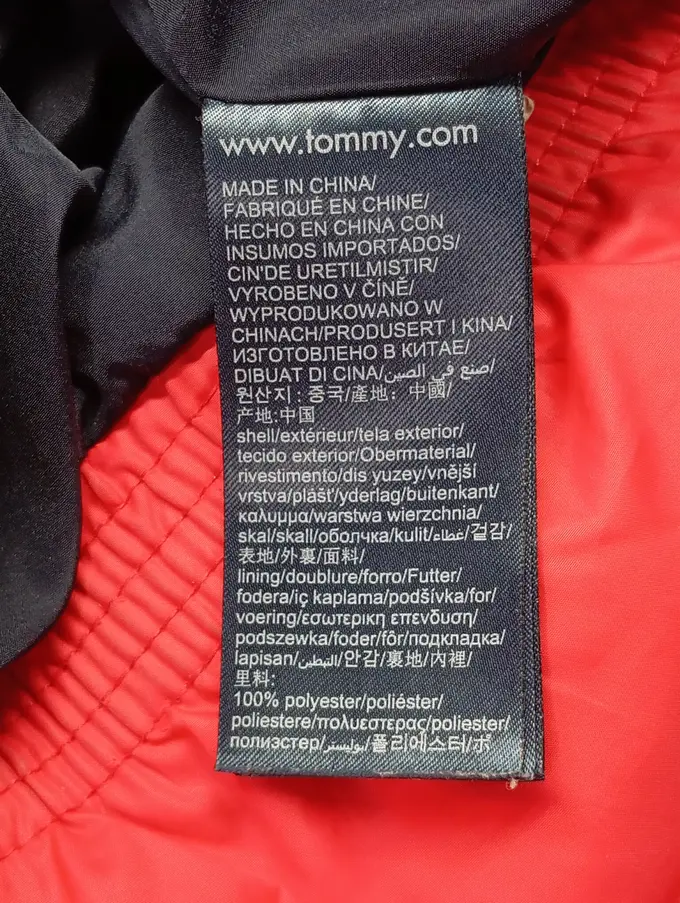 www.tommy.com
MADE IN CHINA/
FABRIQUÉ EN CHINE/
HECHO EN CHINA CON
INSUMOS IMPORTADOS/
CIN'DE URETILMISTIR/
VYROBENO V ČÍNĚ/
WYPRODUKOWANO W
CHINACH/PRODUSERT I KINA/
ИЗГОТОВЛЕНО В КИТАЕ/
DIBUAT DI CINA/صنع في الصين/
원산지 : 중국/產地: 中國/
产地:中国
shell/extérieur/tela exterior/
tecido exterior/Obermaterial/
rivestimento/dis yuzey/vnější
vrstva/plášť/yderlag/buitenkant/
καλυμμα/warstwa wierzchnia/
skal/skall/оболчка/kulit/غطاء/겉감/
表地/外裏/面料/
lining/doublure/forro/Futter/
fodera/iç kaplama/podšívka/for/
voering/εσωτερικη επενδυση/
podszewka/foder/fôr/подкладка/
lapisan/التبطين/안감/裏地/內裡/
里料:
100% polyester/poliéster/
poliestere/πολυεστερας/poliester/
полиэстер/بوليستر/폴리에스터/ポ